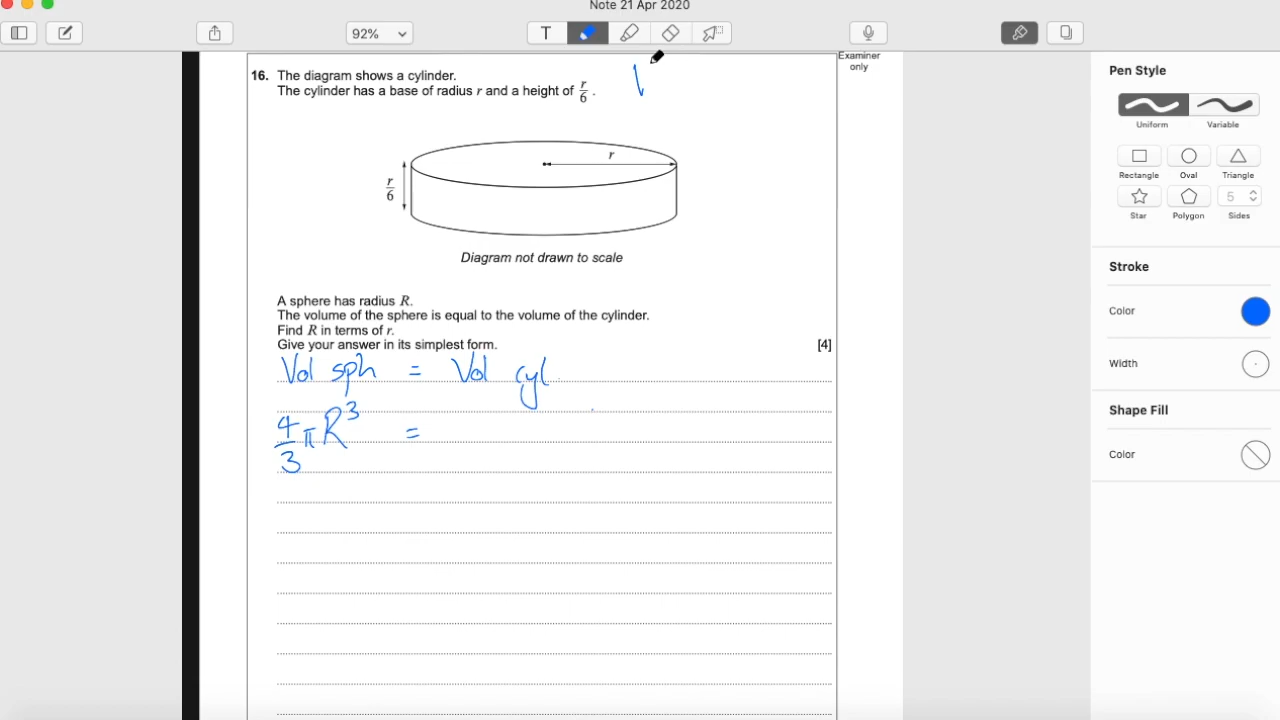 Note 21 Apr 2020
92%
T
Examiner
only
16. The diagram shows a cylinder.
The cylinder has a base of radius r and a height of r/6 .
r
r/6
Diagram not drawn to scale
A sphere has radius R.
The volume of the sphere is equal to the volume of the cylinder.
Find R in terms of r.
Give your answer in its simplest form. [4]
Vol sph = Vol cyl
4/3 π R³ =
Pen Style
Uniform Variable
Rectangle Oval Triangle
5
Star Polygon Sides
Stroke
Color
Width
Shape Fill
Color